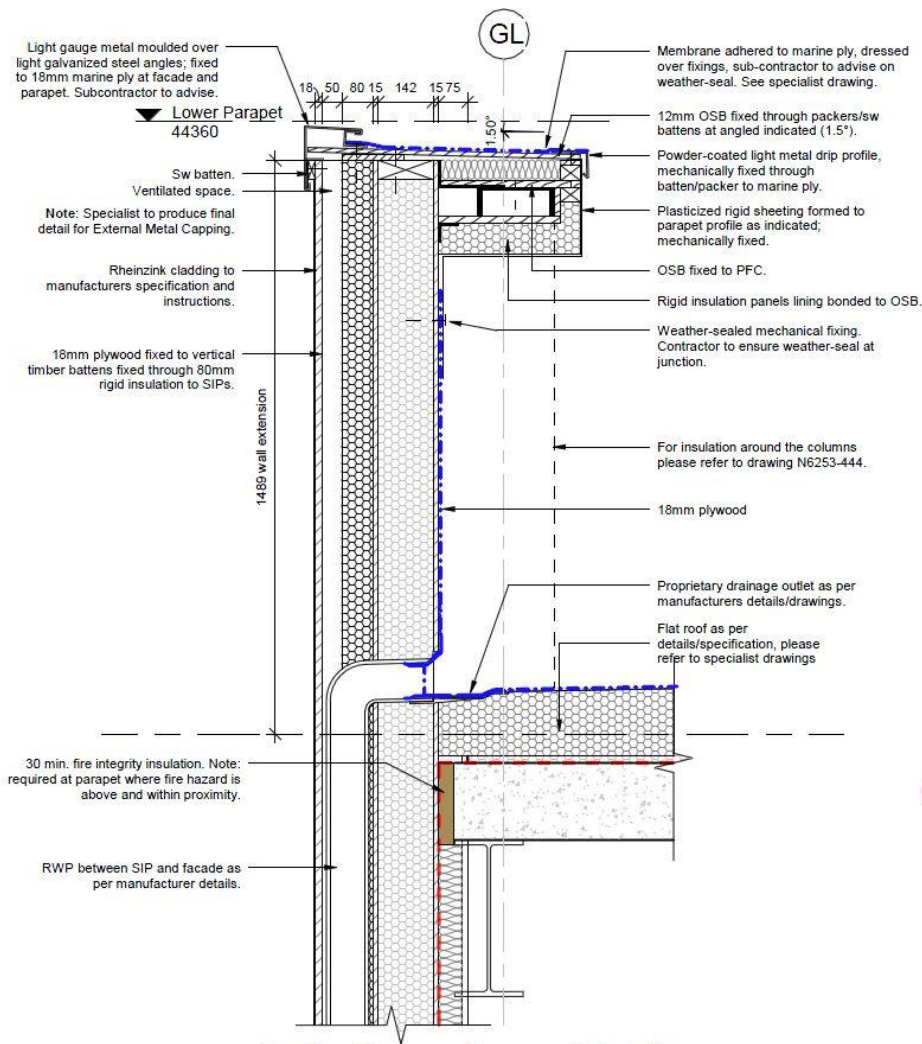 GL
Light gauge metal moulded over
light galvanized steel angles; fixed
to 18mm marine ply at facade and
parapet. Subcontractor to advise.
18 50 80 15 142 15 75
Lower Parapet
44360
1.50°
Sw batten.
Ventilated space.
Note: Specialist to produce final
detail for External Metal Capping.
Rheinzink cladding to
manufacturers specification and
instructions.
18mm plywood fixed to vertical
timber battens fixed through 80mm
rigid insulation to SIPs.
1489 wall extension
30 min. fire integrity insulation. Note:
required at parapet where fire hazard is
above and within proximity.
RWP between SIP and facade as
per manufacturer details.
Membrane adhered to marine ply, dressed
over fixings, sub-contractor to advise on
weather-seal. See specialist drawing.
12mm OSB fixed through packers/sw
battens at angled indicated (1.5°).
Powder-coated light metal drip profile,
mechanically fixed through
batten/packer to marine ply.
Plasticized rigid sheeting formed to
parapet profile as indicated;
mechanically fixed.
OSB fixed to PFC.
Rigid insulation panels lining bonded to OSB.
Weather-sealed mechanical fixing.
Contractor to ensure weather-seal at
junction.
For insulation around the columns
please refer to drawing N6253-444.
18mm plywood
Proprietary drainage outlet as per
manufacturers details/drawings.
Flat roof as per
details/specification, please
refer to specialist drawings